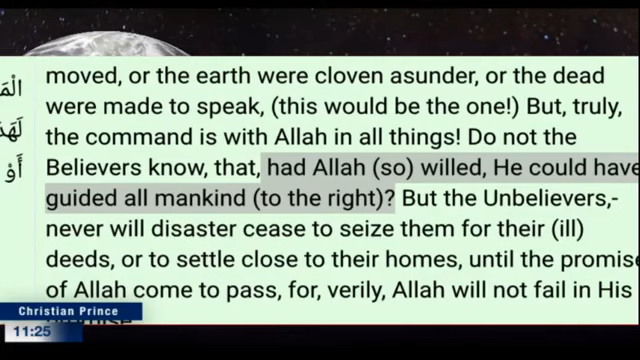 moved, or the earth were cloven asunder, or the dead
were made to speak, (this would be the one!) But, truly,
the command is with Allah in all things! Do not the
Believers know, that, had Allah (so) willed, He could have
guided all mankind (to the right)? But the Unbelievers,-
never will disaster cease to seize them for their (ill)
deeds, or to settle close to their homes, until the promise
of Allah come to pass, for, verily, Allah will not fail in His
أَوْ
Christian Prince
11:25